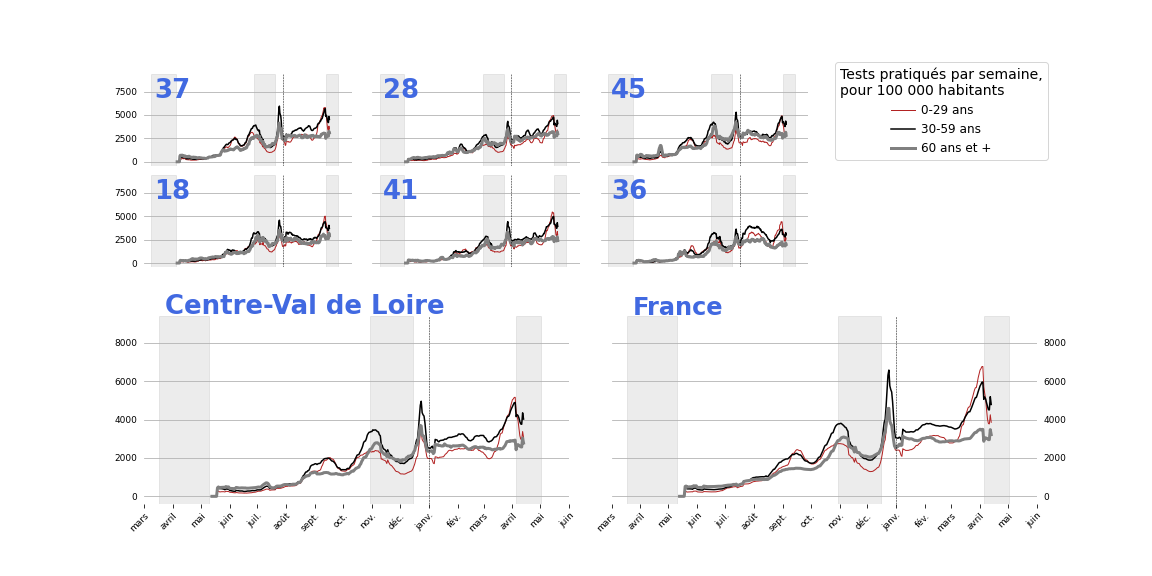 37
28
45
Tests pratiqués par semaine,
pour 100 000 habitants
0-29 ans
30-59 ans
60 ans et +
7500
5000
2500
0
18
41
36
7500
5000
2500
0
Centre-Val de Loire
France
8000
6000
4000
2000
0
8000
6000
4000
2000
0
mars avril mai juin juil. août sept. oct. nov. déc. janv. fév. mars avril mai juin
mars avril mai juin juil. août sept. oct. nov. déc. janv. fév. mars avril mai juin